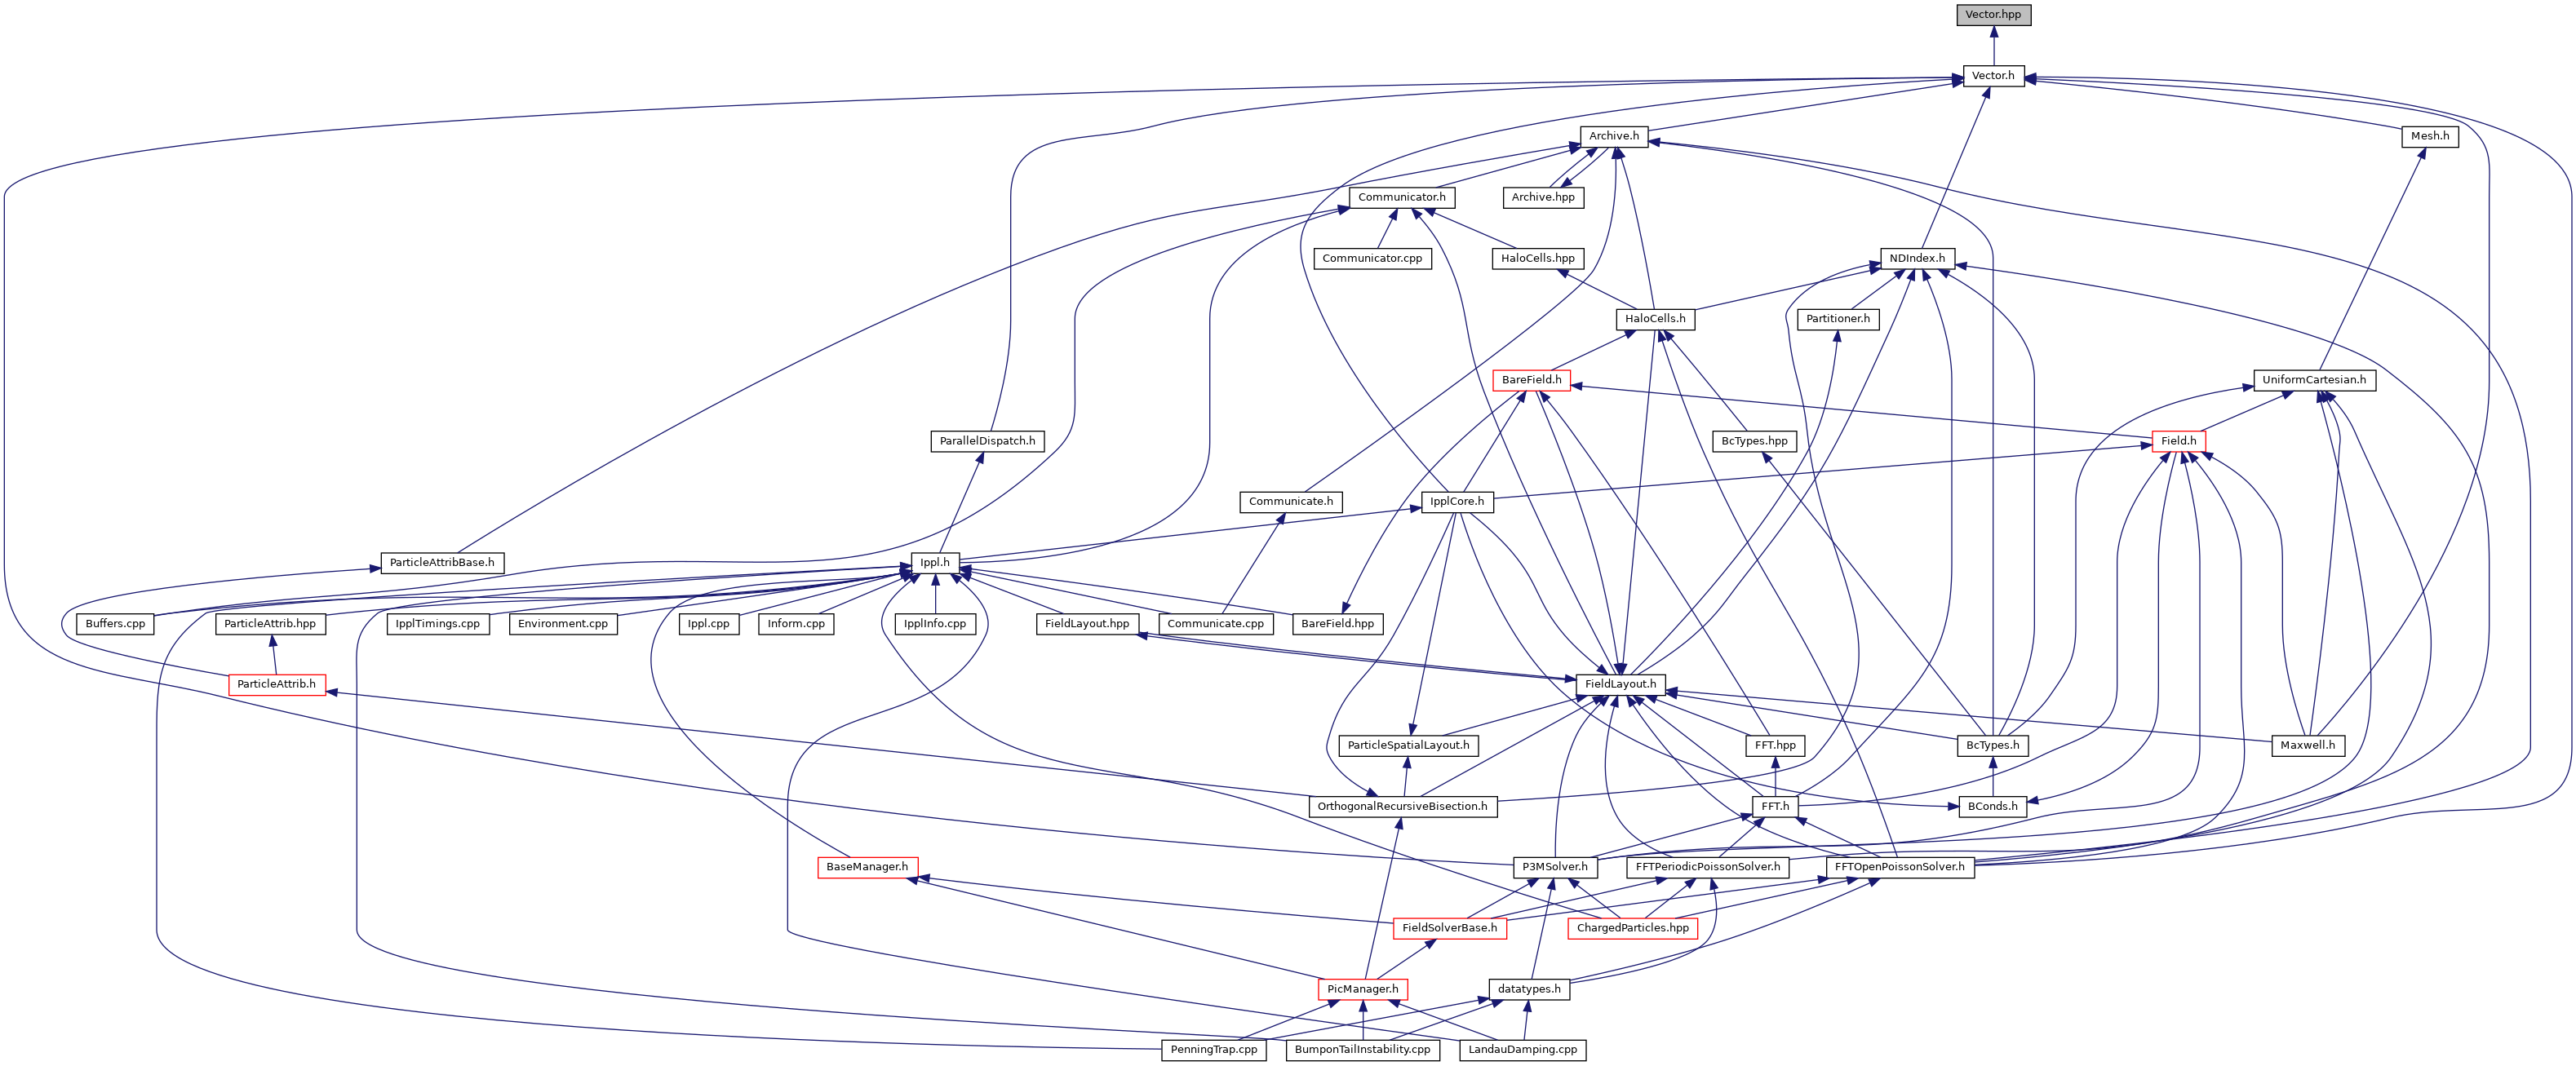 Vector.hpp
Vector.h
Archive.h
Mesh.h
Communicator.h
Archive.hpp
Communicator.cpp
HaloCells.hpp
NDIndex.h
HaloCells.h
Partitioner.h
BareField.h
UniformCartesian.h
ParallelDispatch.h
BcTypes.hpp
Field.h
Communicate.h
IpplCore.h
ParticleAttribBase.h
Ippl.h
Buffers.cpp
ParticleAttrib.hpp
IpplTimings.cpp
Environment.cpp
Ippl.cpp
Inform.cpp
IpplInfo.cpp
FieldLayout.hpp
Communicate.cpp
BareField.hpp
ParticleAttrib.h
FieldLayout.h
ParticleSpatialLayout.h
FFT.hpp
BcTypes.h
Maxwell.h
OrthogonalRecursiveBisection.h
FFT.h
BConds.h
BaseManager.h
P3MSolver.h
FFTPeriodicPoissonSolver.h
FFTOpenPoissonSolver.h
FieldSolverBase.h
ChargedParticles.hpp
PicManager.h
datatypes.h
PenningTrap.cpp
BumponTailInstability.cpp
LandauDamping.cpp